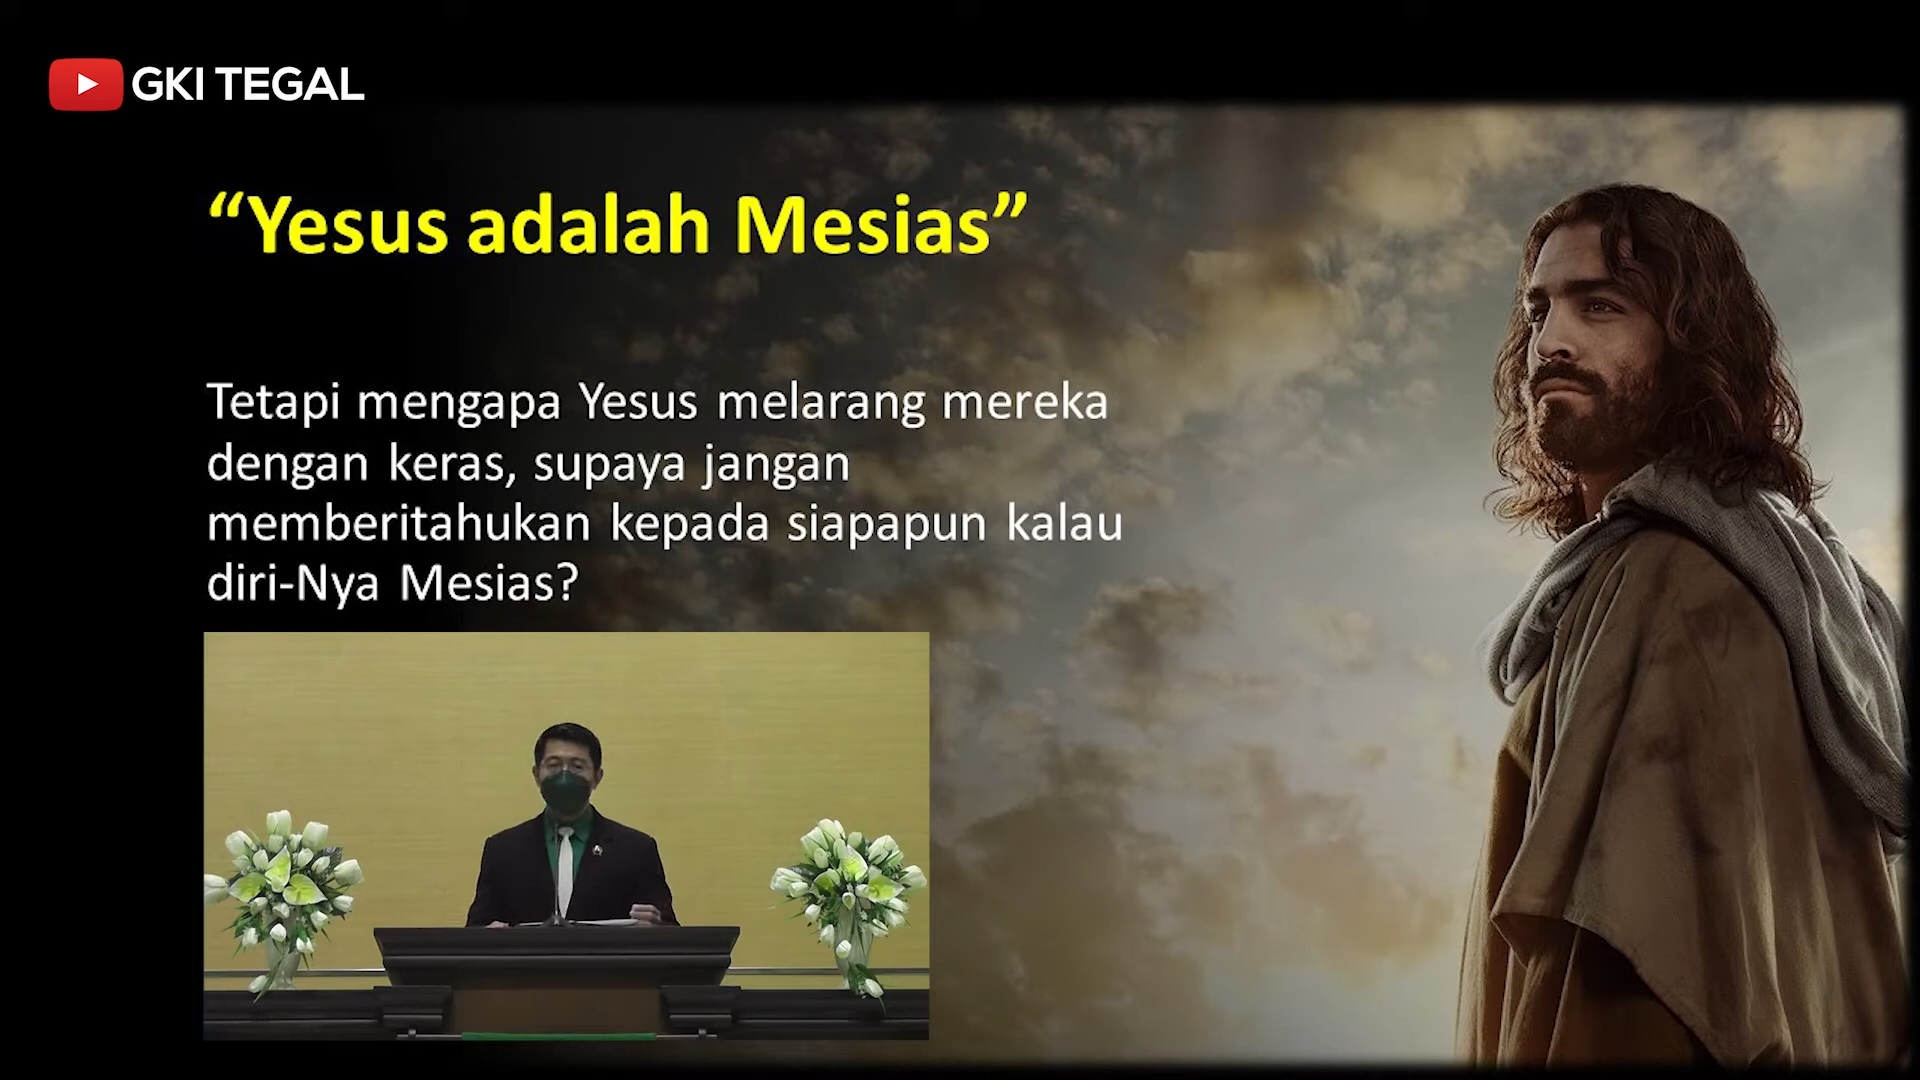 GKI TEGAL
“Yesus adalah Mesias”
Tetapi mengapa Yesus melarang mereka
dengan keras, supaya jangan
memberitahukan kepada siapapun kalau
diri-Nya Mesias?